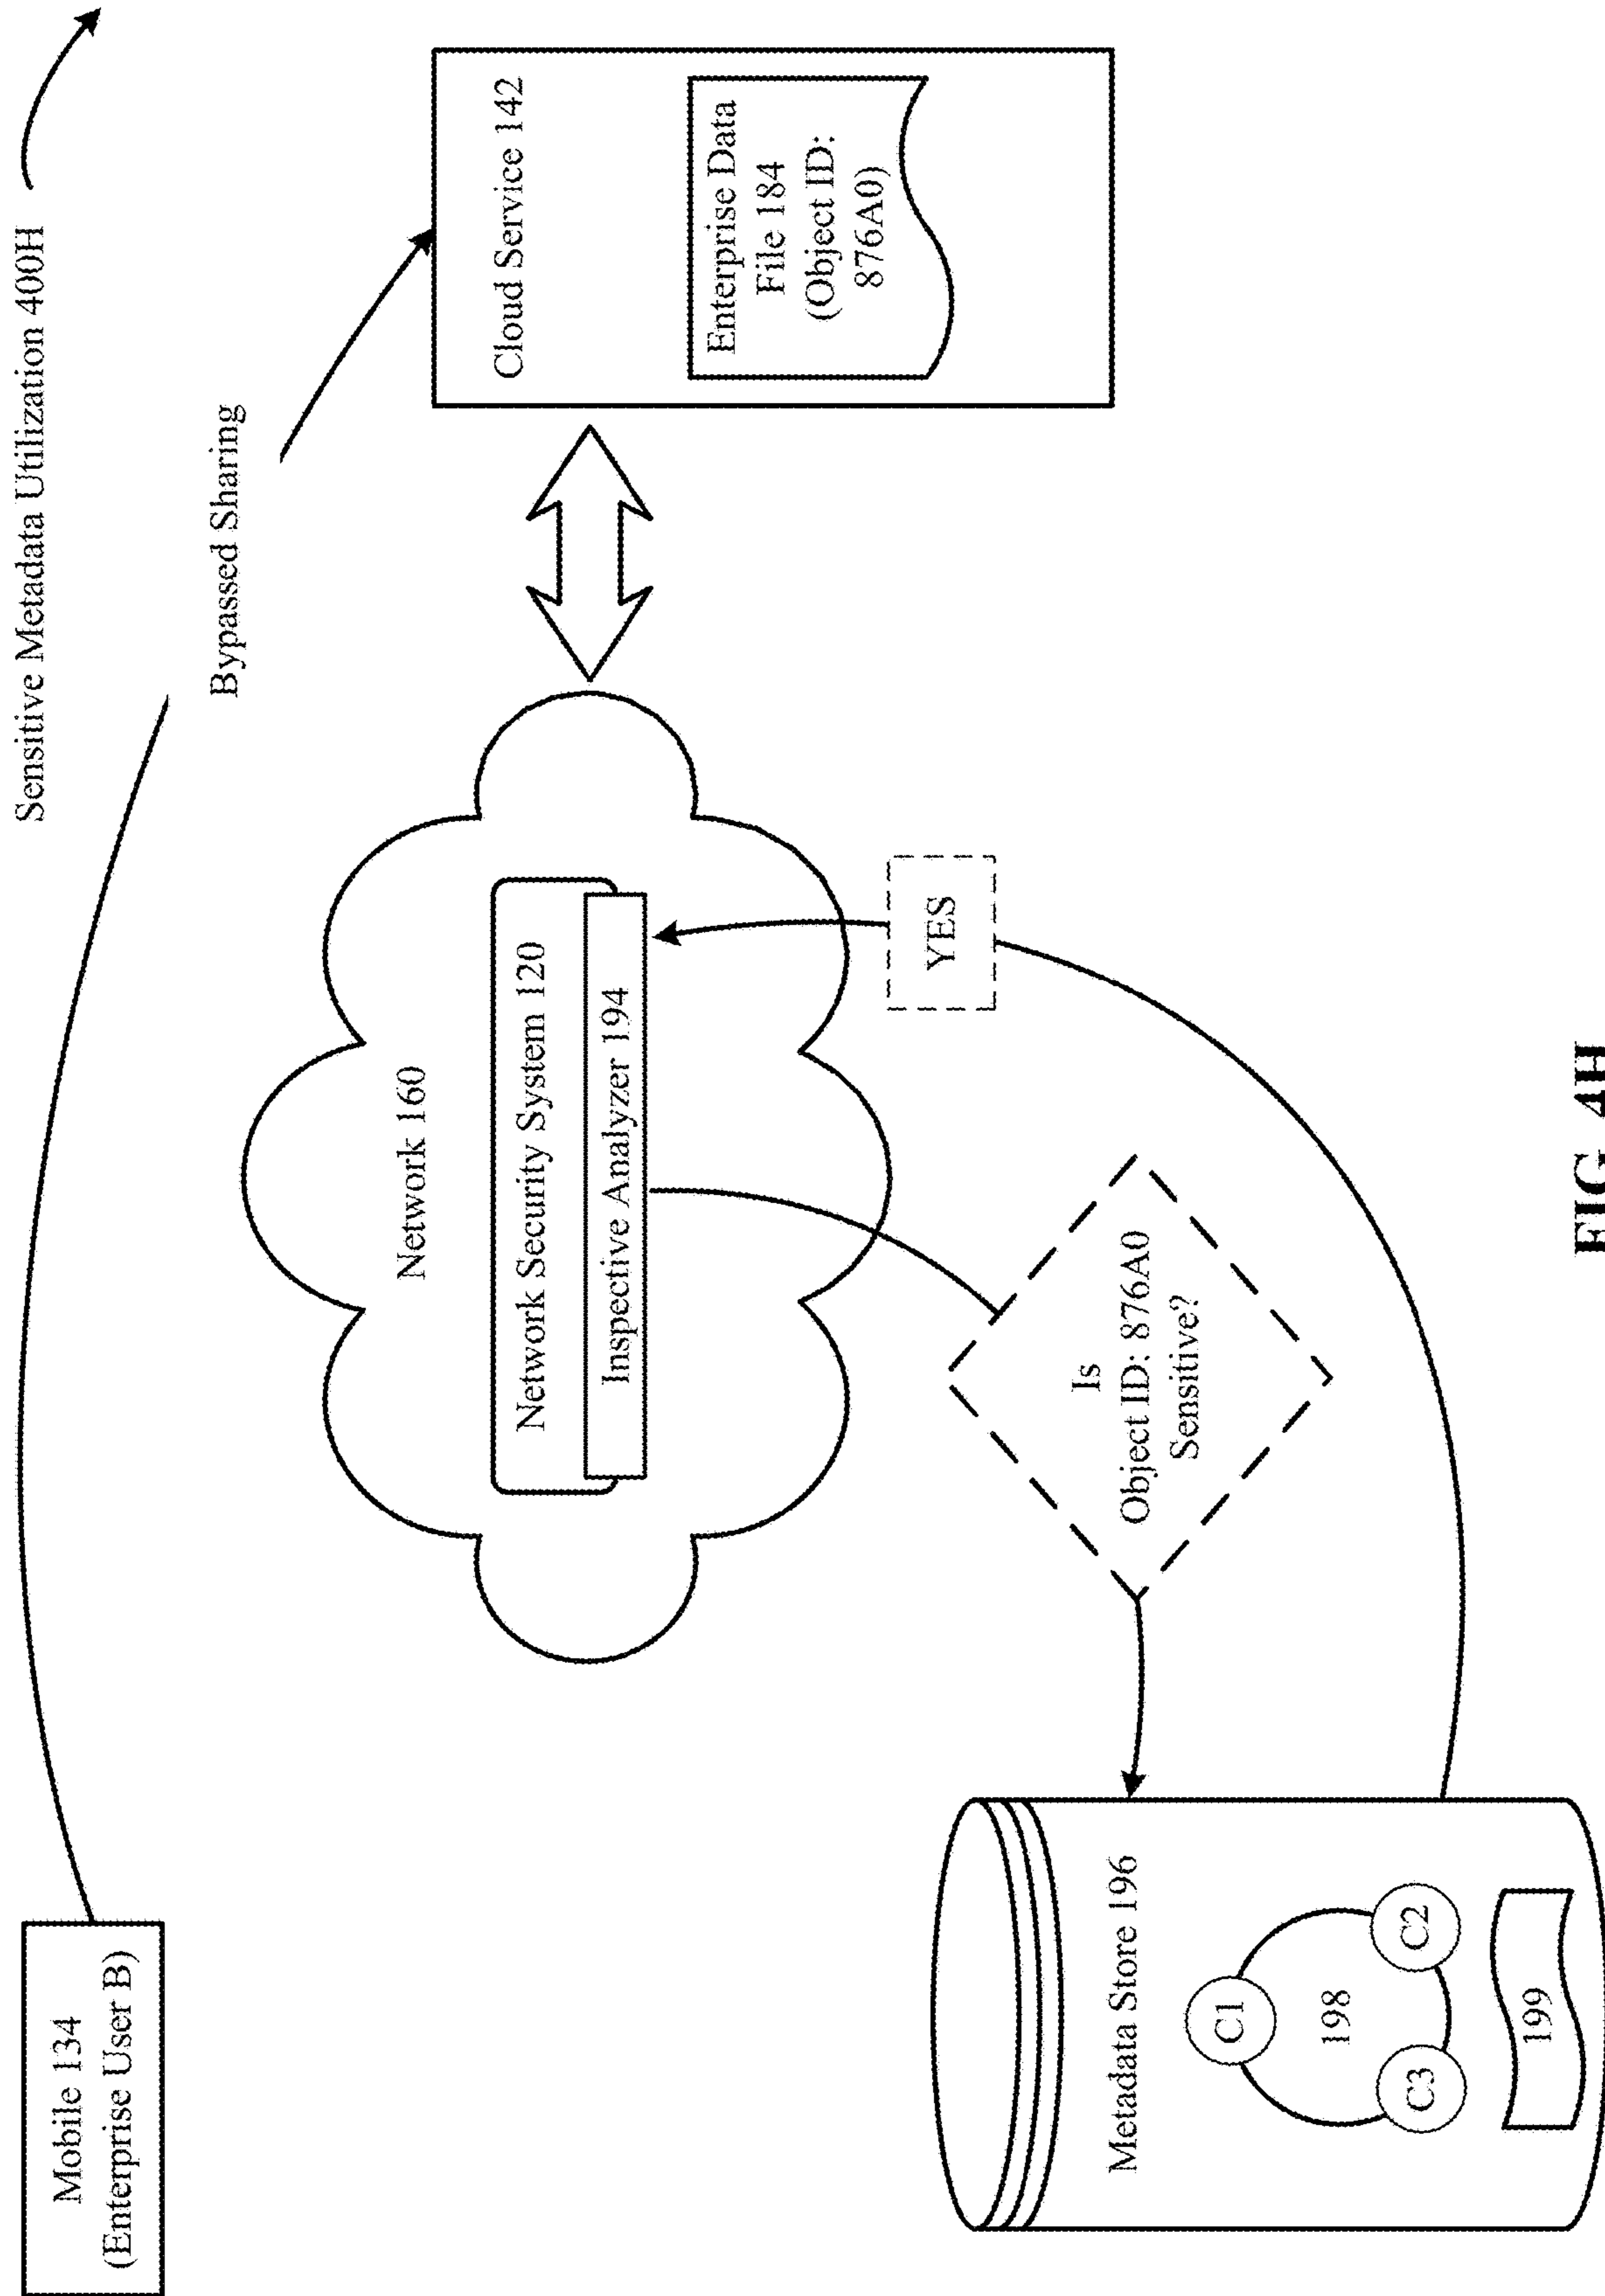 Sensitive Metadata Utilization 400H
Mobile 134
(Enterprise User B)
Bypassed Sharing
Network 160
Network Security System 120
Inspective Analyzer 194
Cloud Service 142
Enterprise Data
File 184
(Object ID:
876A0)
YES
Is
Object ID: 876A0
Sensitive?
Metadata Store 196
C1
198
C3
C2
199
FIG. 4H